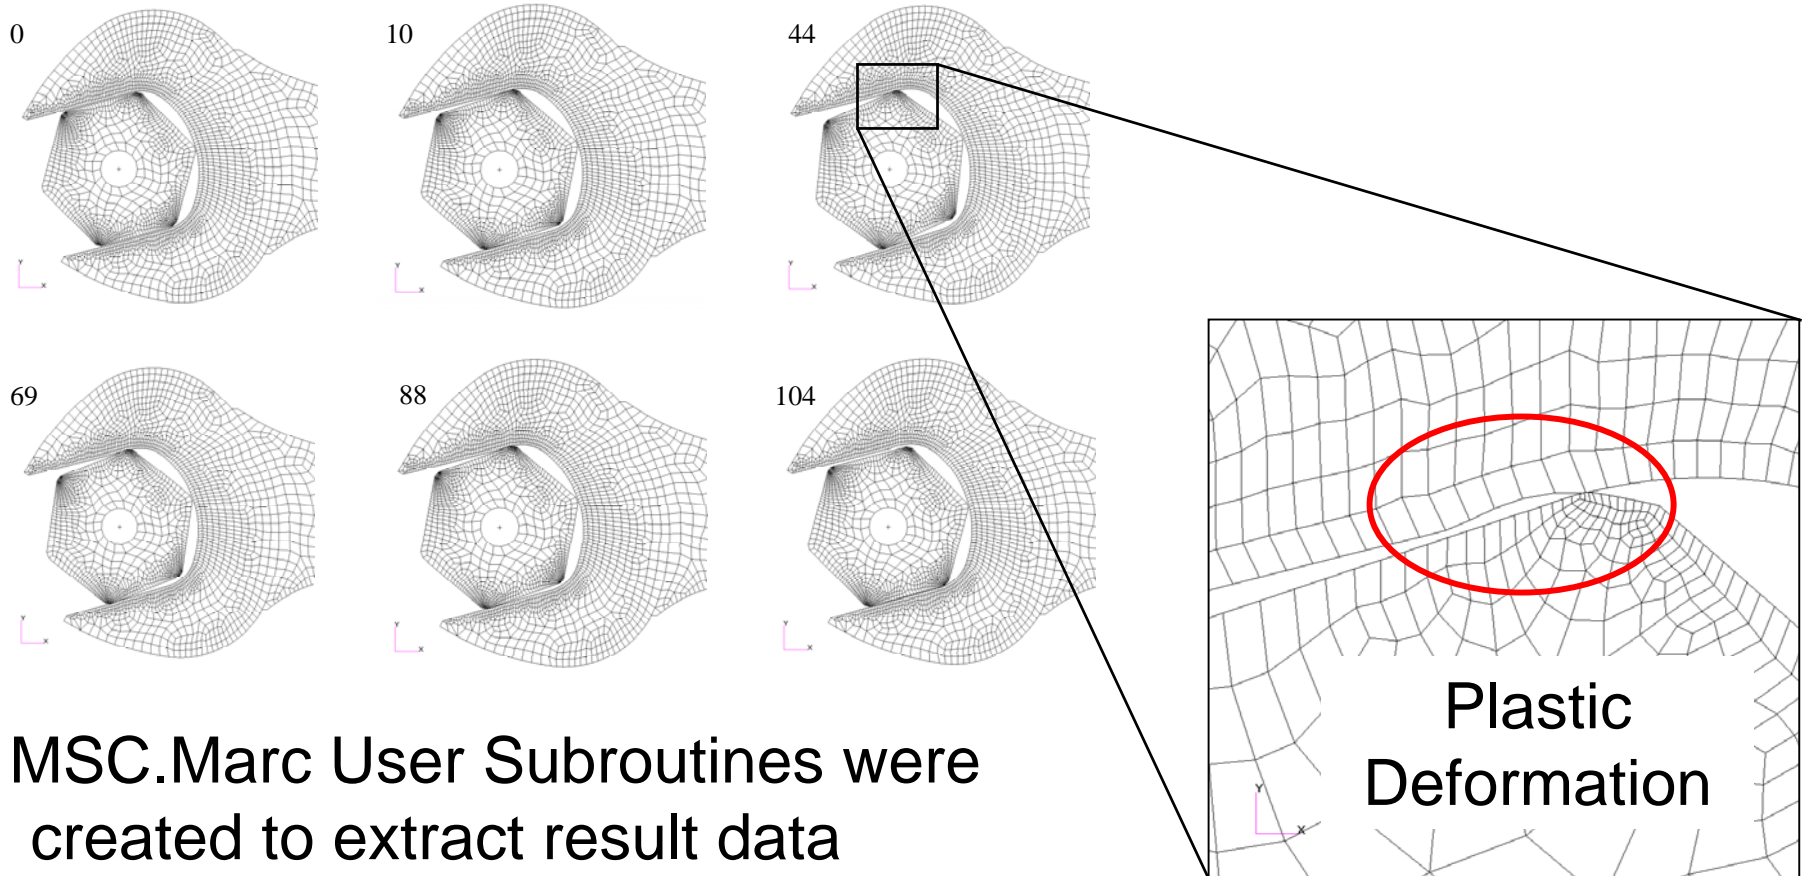 0
10
44
Y
X
Y
X
Y
X
69
88
104
Y
X
Y
X
Y
X
Plastic
Deformation
Y
X
MSC.Marc User Subroutines were
created to extract result data